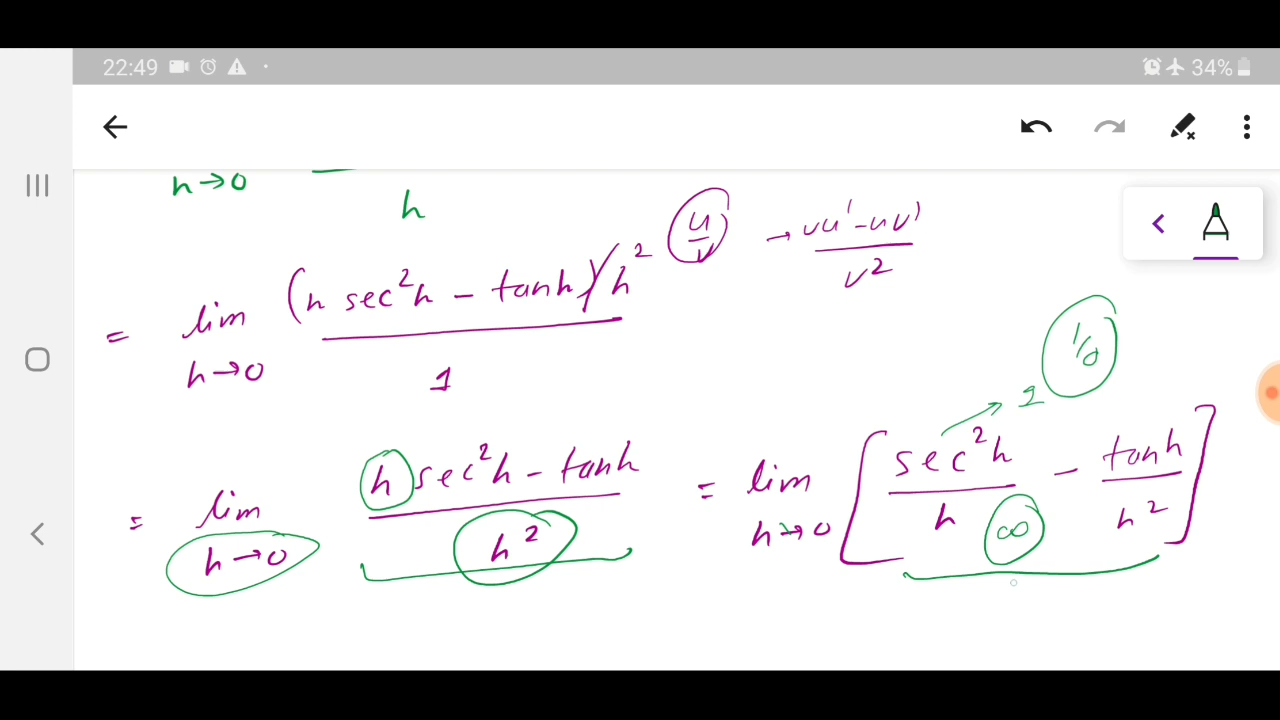 22:49 34%
h→0 h
= lim h→0 (h sec²h − tanh)/h² / 1 u/v → vu' − uv' / v²
1/0
= lim h→0 h sec²h − tanh / h² = lim h→0 [ sec²h / h − tanh / h² ] → 1 ∞